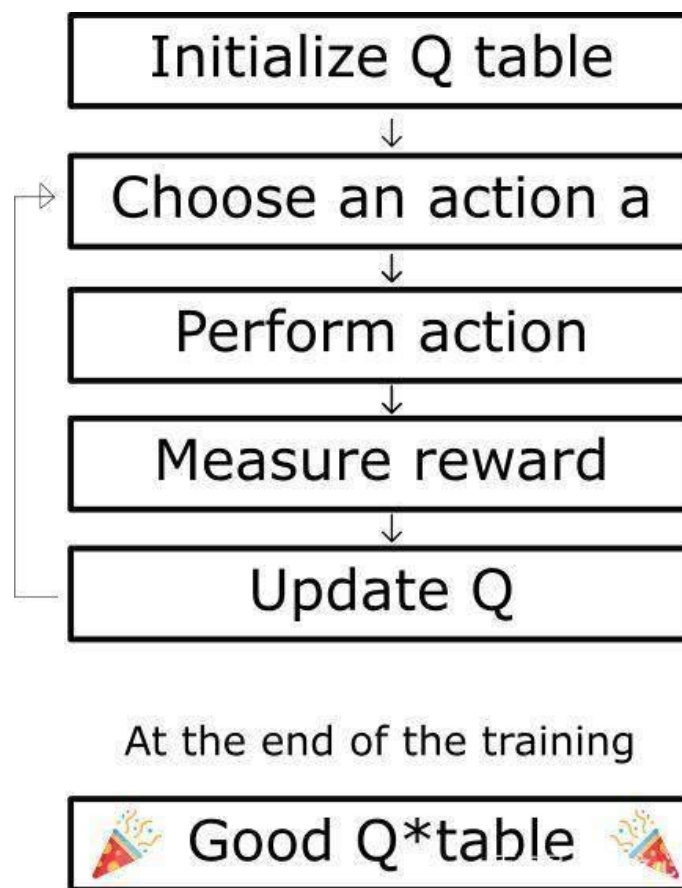 Initialize Q table
Choose an action a
Perform action
Measure reward
Update Q
At the end of the training
Good Q*table